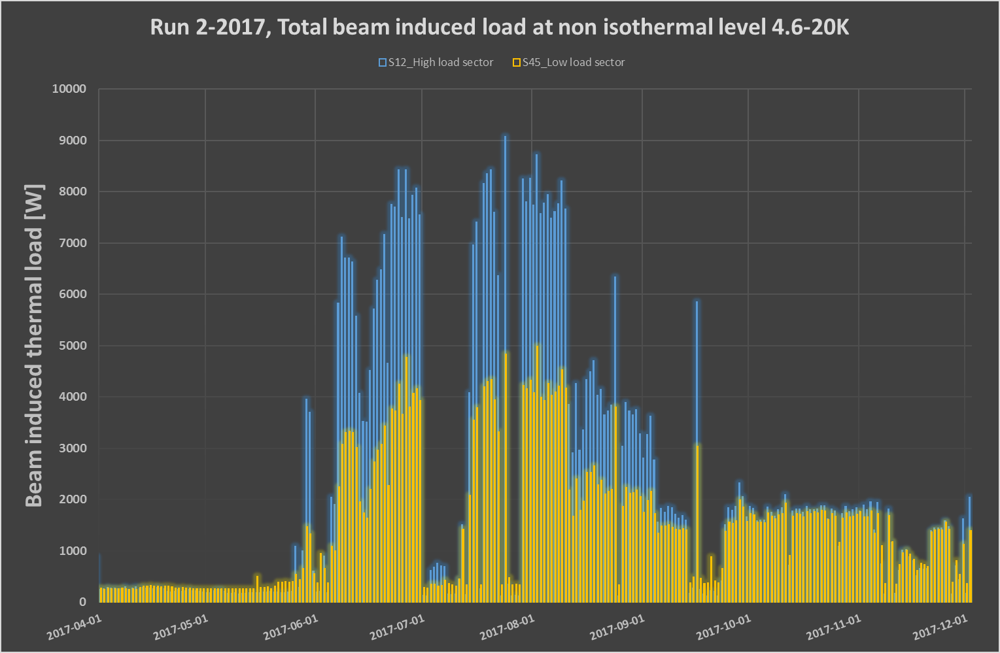 Run 2-2017, Total beam induced load at non isothermal level 4.6-20K
S12_High load sector S45_Low load sector
Beam induced thermal load [W]
10000
9000
8000
7000
6000
5000
4000
3000
2000
1000
0
2017-04-01 2017-05-01 2017-06-01 2017-07-01 2017-08-01 2017-09-01 2017-10-01 2017-11-01 2017-12-01